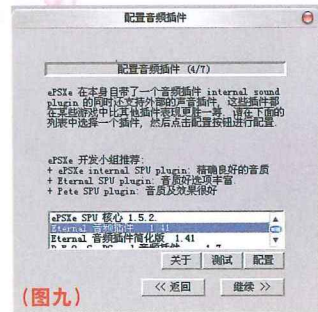 配置音频插件
配置音频插件 (4/7)
ePSXe 在本身自带了一个音频插件 internal sound
plugin 的同时还支持外部的声音插件, 这些插件都
在某些游戏中比其他插件表现更胜一筹. 请在下面的
列表中选择一个插件, 然后点击配置按钮进行配置.
ePSXe 开发小组推荐:
+ ePSXe internal SPU plugin: 精确良好的音质
+ Eternal SPU plugin: 音质好选项丰富.
+ Pete SPU plugin: 音质及效果很好
ePSXe SPU 核心 1.5.2.
Eternal 音频插件 1.41
Eternal 音频插件简化版 1.41
关于 测试 配置
<< 返回 继续 >>
(图九)